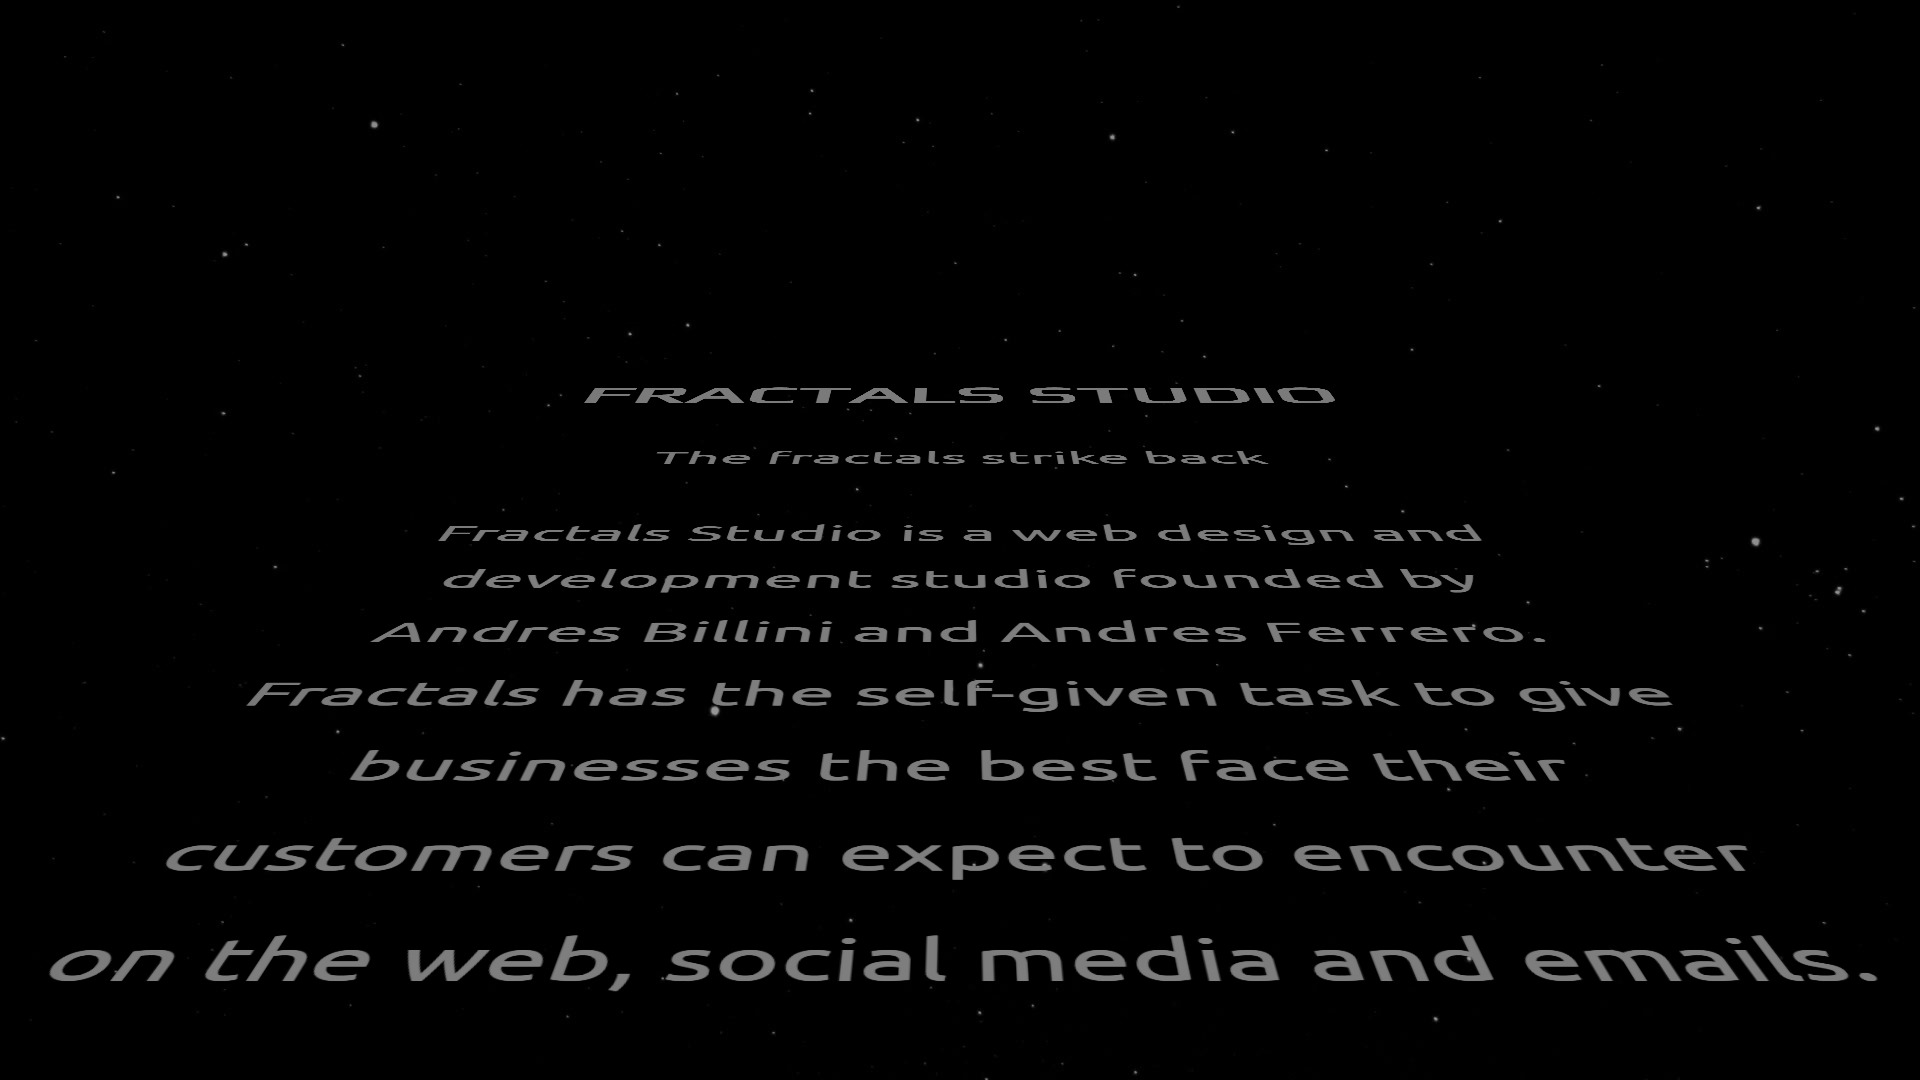 FRACTALS STUDIO
The fractals strike back
Fractals Studio is a web design and
development studio founded by
Andres Billini and Andres Ferrero.
Fractals has the self-given task to give
businesses the best face their
customers can expect to encounter
on the web, social media and emails.